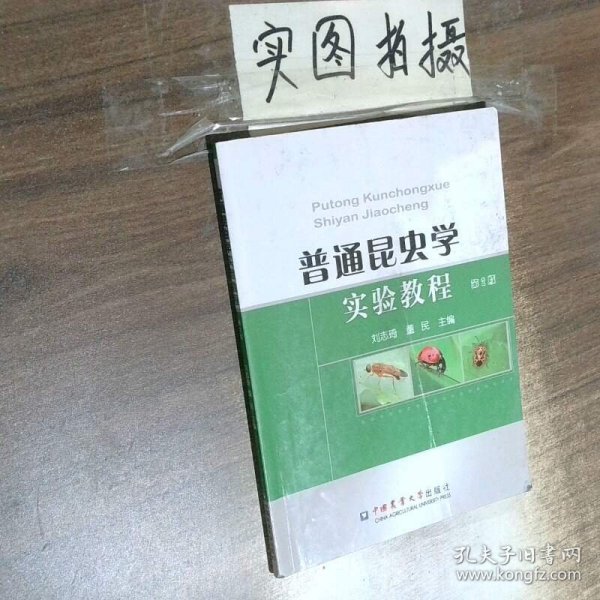 实图拍摄
Putong Kunchongxue
Shiyan Jiaocheng
普通昆虫学
实验教程
刘志琦 董民 主编
中国农业大学出版社
CHINA AGRICULTURAL UNIVERSITY PRESS
孔夫子旧书网
www.kongfz.com